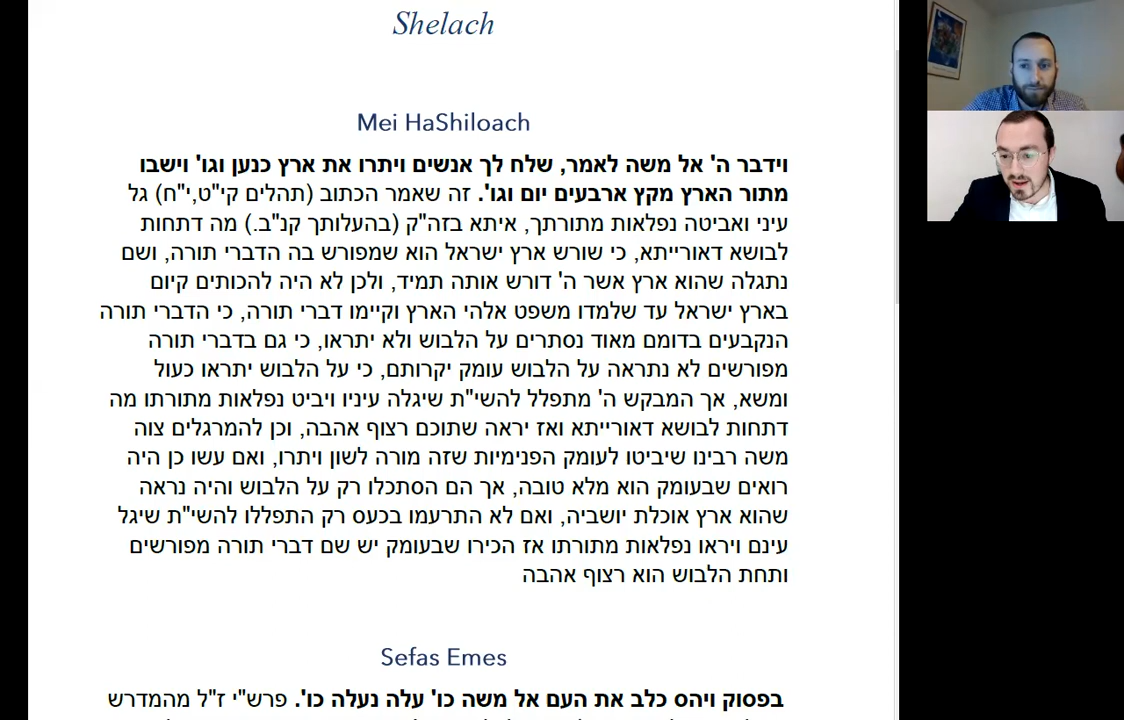 Shelach
Mei HaShiloach
וידבר ה' אל משה לאמר, שלח לך אנשים ויתרו את ארץ כנען וגו' וישבו
מתור הארץ מקץ ארבעים יום וגו'. זה שאמר הכתוב (תהלים קי"ט,י"ח) גל
עיני ואביטה נפלאות מתורתך, איתא בזה"ק (בהעלותך קנ"ב.) מה דתחות
לבושא דאורייתא, כי שורש ארץ ישראל הוא שמפורש בה הדברי תורה, ושם
נתגלה שהוא ארץ אשר ה' דורש אותה תמיד, ולכן לא היה להכותים קיום
בארץ ישראל עד שלמדו משפט אלהי הארץ וקיימו דברי תורה, כי הדברי תורה
הנקבעים בדומם מאוד נסתרים על הלבוש ולא יתראו, כי גם בדברי תורה
מפורשים לא נתראה על הלבוש עומק יקרותם, כי על הלבוש יתראו כעול
ומשא, אך המבקש ה' מתפלל להשי"ת שיגלה עיניו ויביט נפלאות מתורתו מה
דתחות לבושא דאורייתא ואז יראה שתוכם רצוף אהבה, וכן להמרגלים צוה
משה רבינו שיביטו לעומק הפנימיות שזה מורה לשון ויתרו, ואם עשו כן היה
רואים שבעומק הוא מלא טובה, אך הם הסתכלו רק על הלבוש והיה נראה
שהוא ארץ אוכלת יושביה, ואם לא התרעמו בכעס רק התפללו להשי"ת שיגל
עינם ויראו נפלאות מתורתו אז הכירו שבעומק יש שם דברי תורה מפורשים
ותחת הלבוש הוא רצוף אהבה
Sefas Emes
בפסוק ויהס כלב את העם אל משה כו' עלה נעלה כו'. פרש"י ז"ל מהמדרש